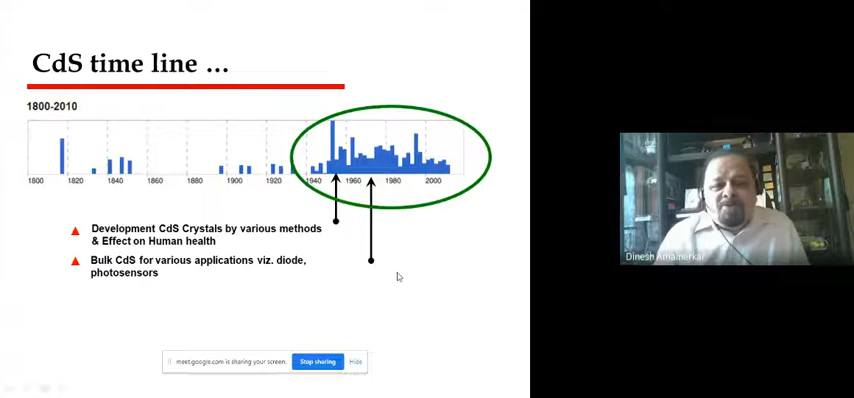 CdS time line ...
1800-2010
1800 1820 1840 1860 1880 1900 1920 1940 1960 1980 2000
▲ Development CdS Crystals by various methods
& Effect on Human health
▲ Bulk CdS for various applications viz. diode,
photosensors
meet.google.com is sharing your screen. Stop sharing Hide
Dinesh Amalnerkar